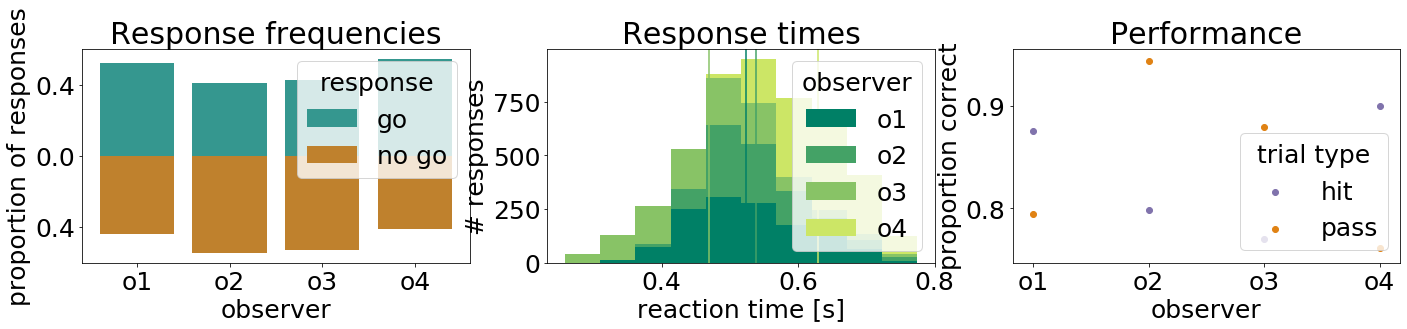 Response frequencies
proportion of responses
0.4
0.0
0.4
response
go
no go
o1 o2 o3 o4
observer
Response times
# responses
750
500
250
0
observer
o1
o2
o3
o4
0.4 0.6 0.8
reaction time [s]
Performance
proportion correct
0.9
0.8
trial type
hit
pass
o1 o2 o3 o4
observer